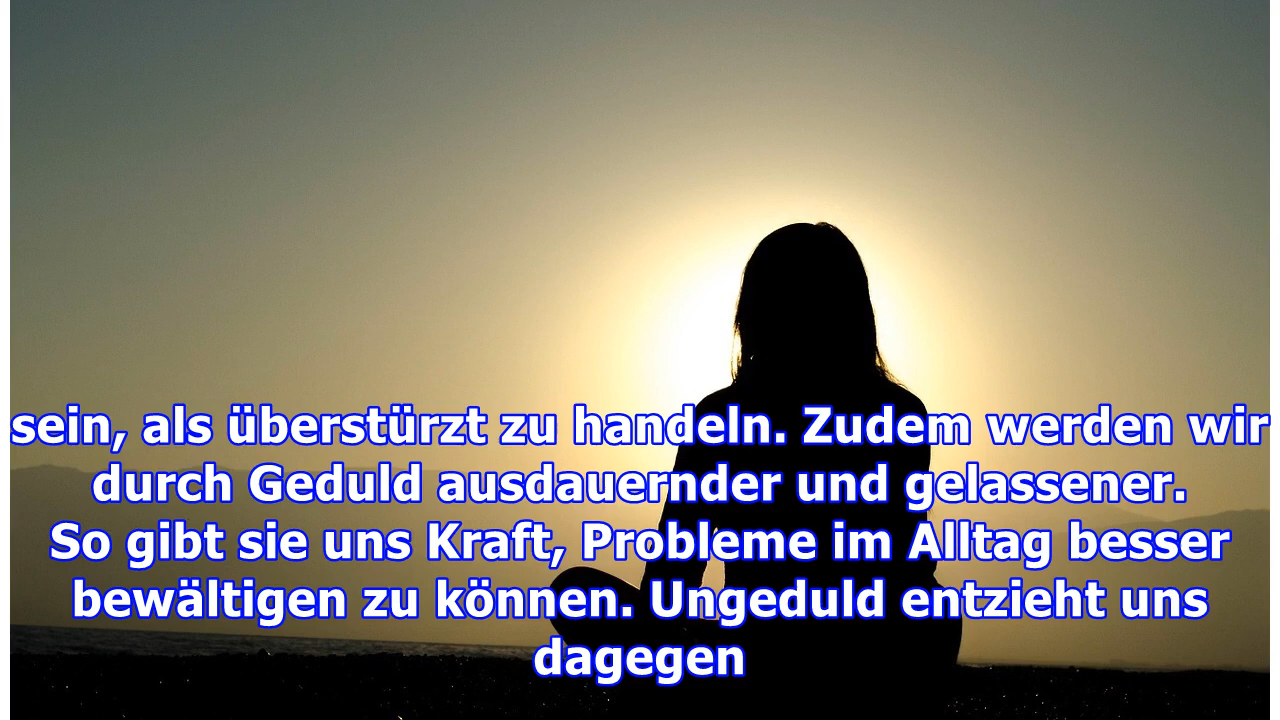 sein, als überstürzt zu handeln. Zudem werden wir
durch Geduld ausdauernder und gelassener.
So gibt sie uns Kraft, Probleme im Alltag besser
bewältigen zu können. Ungeduld entzieht uns
dagegen